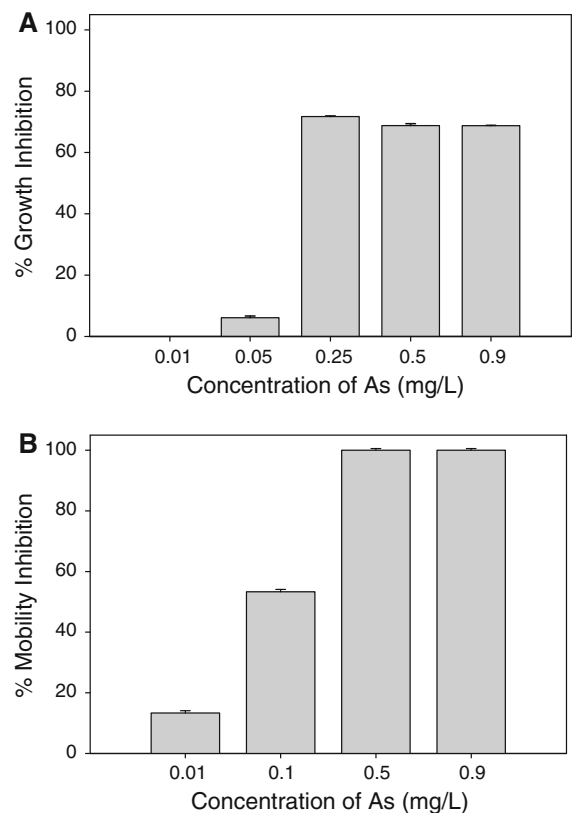 A
100
80
60
40
20
0
% Growth Inhibition
0.01 0.05 0.25 0.5 0.9
Concentration of As (mg/L)
B
100
80
60
40
20
0
% Mobility Inhibition
0.01 0.1 0.5 0.9
Concentration of As (mg/L)